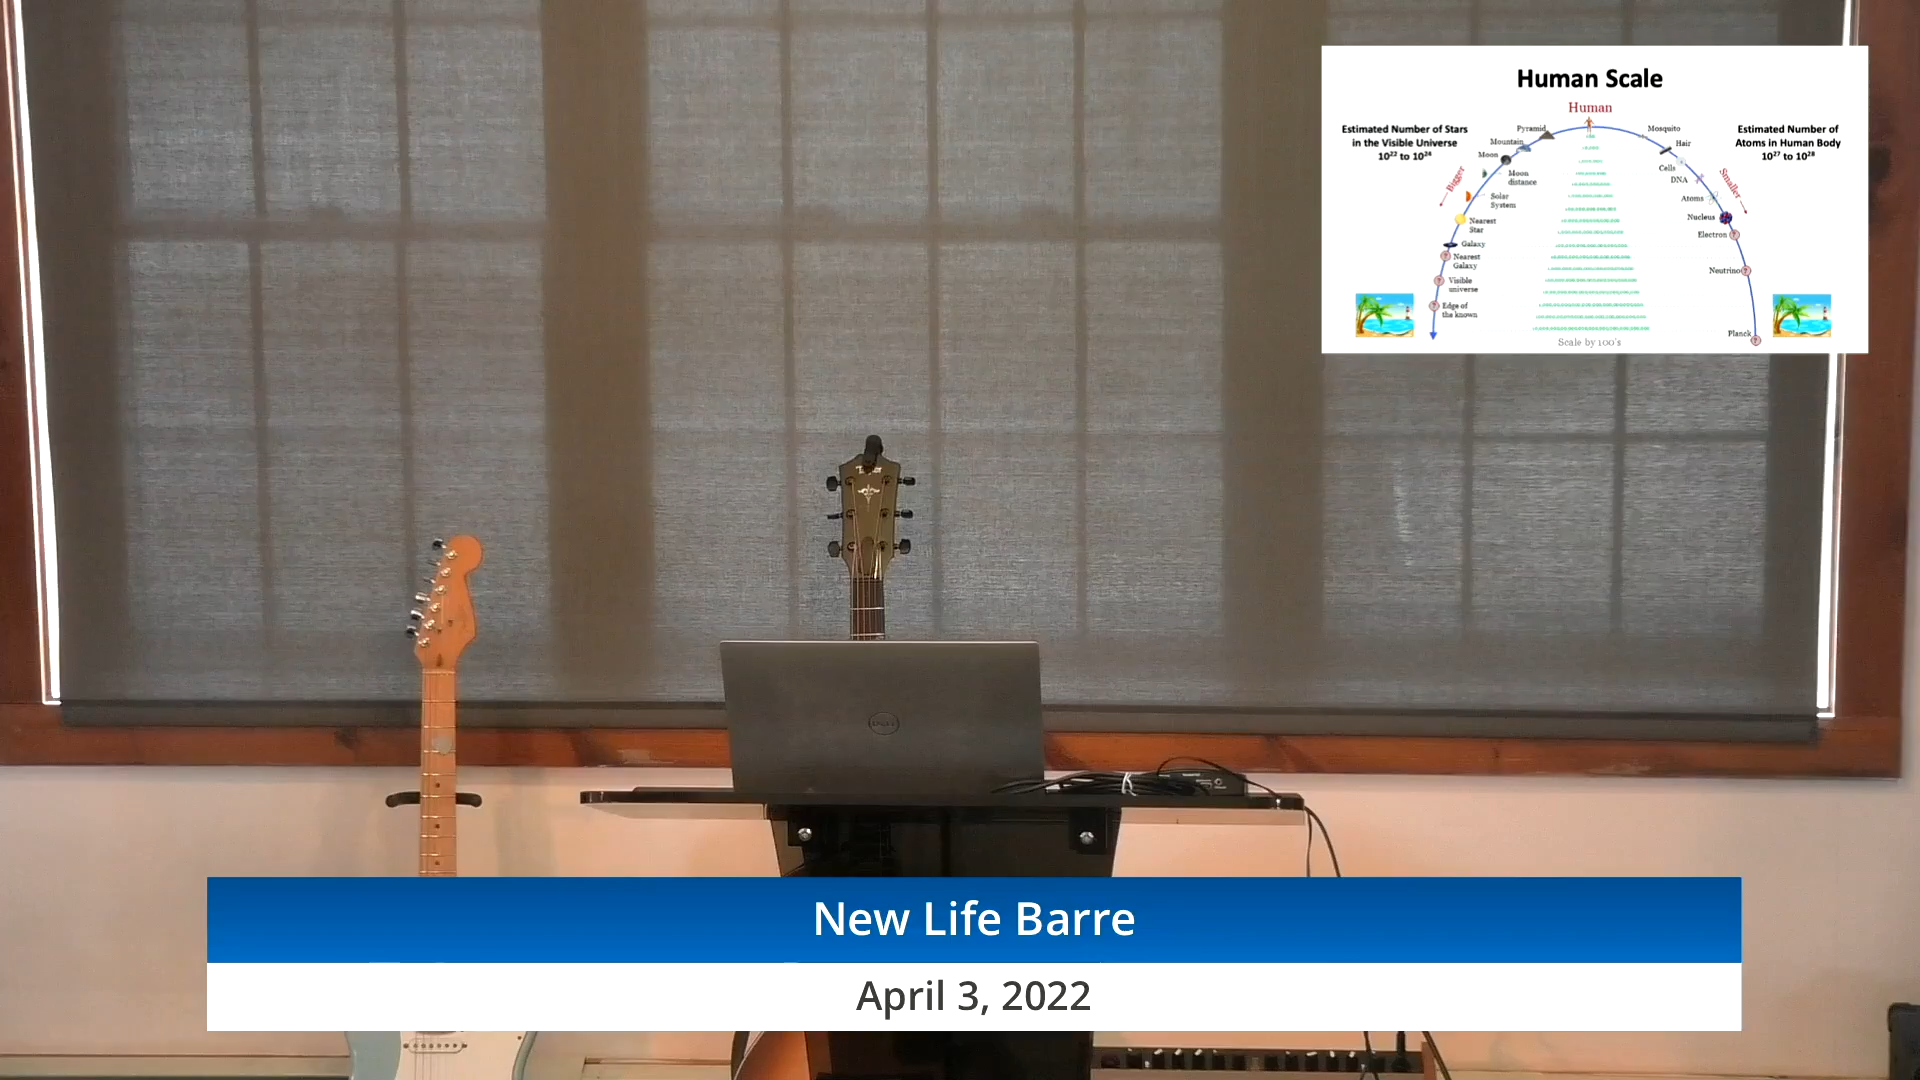 Human Scale
Human
Estimated Number of Stars
in the Visible Universe
10²² to 10²⁴
Estimated Number of
Atoms in Human Body
10²⁷ to 10²⁸
Bigger
Pyramid
Mountain
Moon
Moon
distance
Solar
System
Nearest
Star
Galaxy
Nearest
Galaxy
Visible
universe
Edge of
the known
Mosquito
Hair
Cells
DNA
Atoms
Nucleus
Electron
Neutrino
Planck
Smaller
Scale by 100's
Taylor
DELL
New Life Barre
April 3, 2022